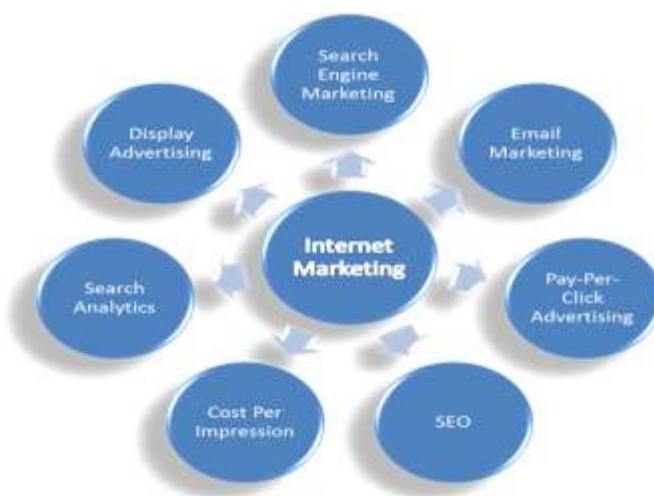 Search
Engine
Marketing
Display
Advertising
Email
Marketing
Internet
Marketing
Search
Analytics
Pay-Per-
Click
Advertising
Cost Per
Impression
SEO